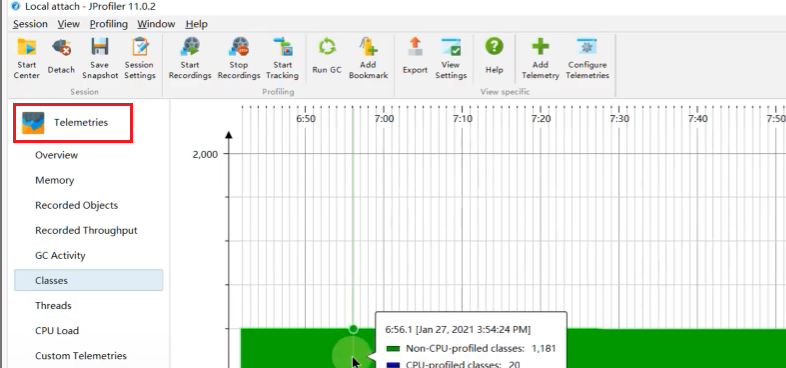 Local attach - JProfiler 11.0.2
Session View Profiling Window Help
Start Center
Detach
Save Snapshot
Session Settings
Start Recordings
Stop Recordings
Start Tracking
Run GC
Add Bookmark
Export
View Settings
Help
Add Telemetry
Configure Telemetries
Session
Profiling
View specific
Telemetries
Overview
Memory
Recorded Objects
Recorded Throughput
GC Activity
Classes
Threads
CPU Load
Custom Telemetries
6:50 7:00 7:10 7:20 7:30 7:40 7:50
2,000
6:56.1 [Jan 27, 2021 3:54:24 PM]
Non-CPU-profiled classes: 1,181
CPU-profiled classes: 20